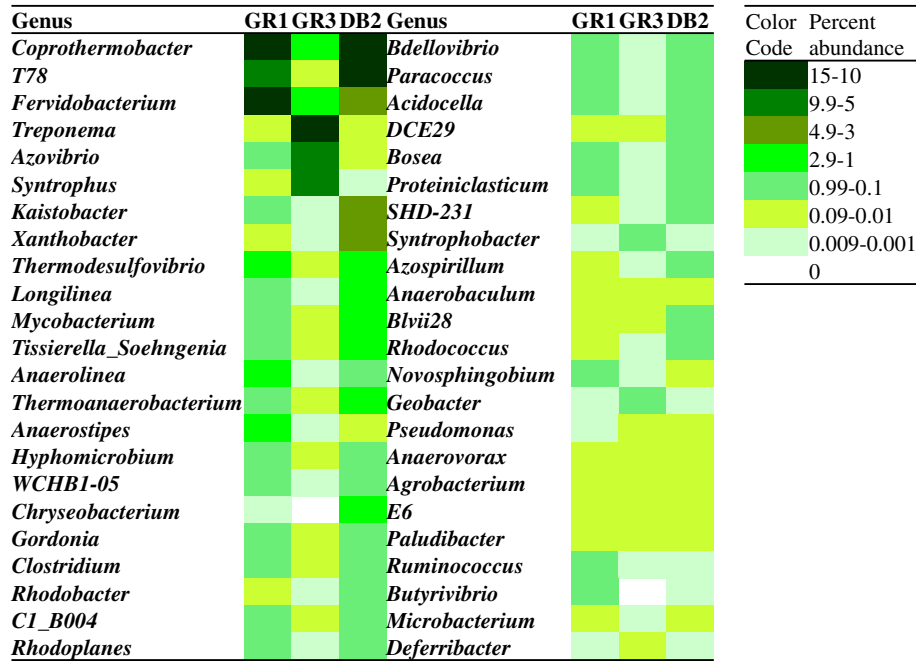 Genus GR1 GR3 DB2 Genus GR1 GR3 DB2 Color Percent
Code abundance
Coprothermobacter Bdellovibrio
T78 Paracoccus 15-10
Fervidobacterium Acidocella 9.9-5
Treponema DCE29 4.9-3
Azovibrio Bosea 2.9-1
Syntrophus Proteiniclasticum 0.99-0.1
Kaistobacter SHD-231 0.09-0.01
Xanthobacter Syntrophobacter 0.009-0.001
Thermodesulfovibrio Azospirillum 0
Longilinea Anaerobaculum
Mycobacterium Blvii28
Tissierella_Soehngenia Rhodococcus
Anaerolinea Novosphingobium
Thermoanaerobacterium Geobacter
Anaerostipes Pseudomonas
Hyphomicrobium Anaerovorax
WCHB1-05 Agrobacterium
Chryseobacterium E6
Gordonia Paludibacter
Clostridium Ruminococcus
Rhodobacter Butyrivibrio
C1_B004 Microbacterium
Rhodoplanes Deferribacter